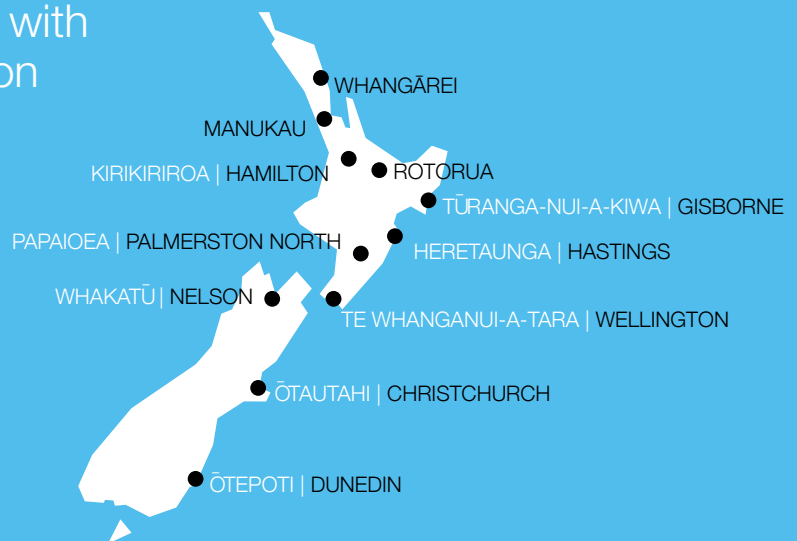 with
on
WHANGĀREI
MANUKAU
KIRIKIRIROA | HAMILTON
ROTORUA
TŪRANGA-NUI-A-KIWA | GISBORNE
PAPAIOEA | PALMERSTON NORTH
HERETAUNGA | HASTINGS
WHAKATŪ | NELSON
TE WHANGANUI-A-TARA | WELLINGTON
ŌTAUTAHI | CHRISTCHURCH
ŌTEPOTI | DUNEDIN